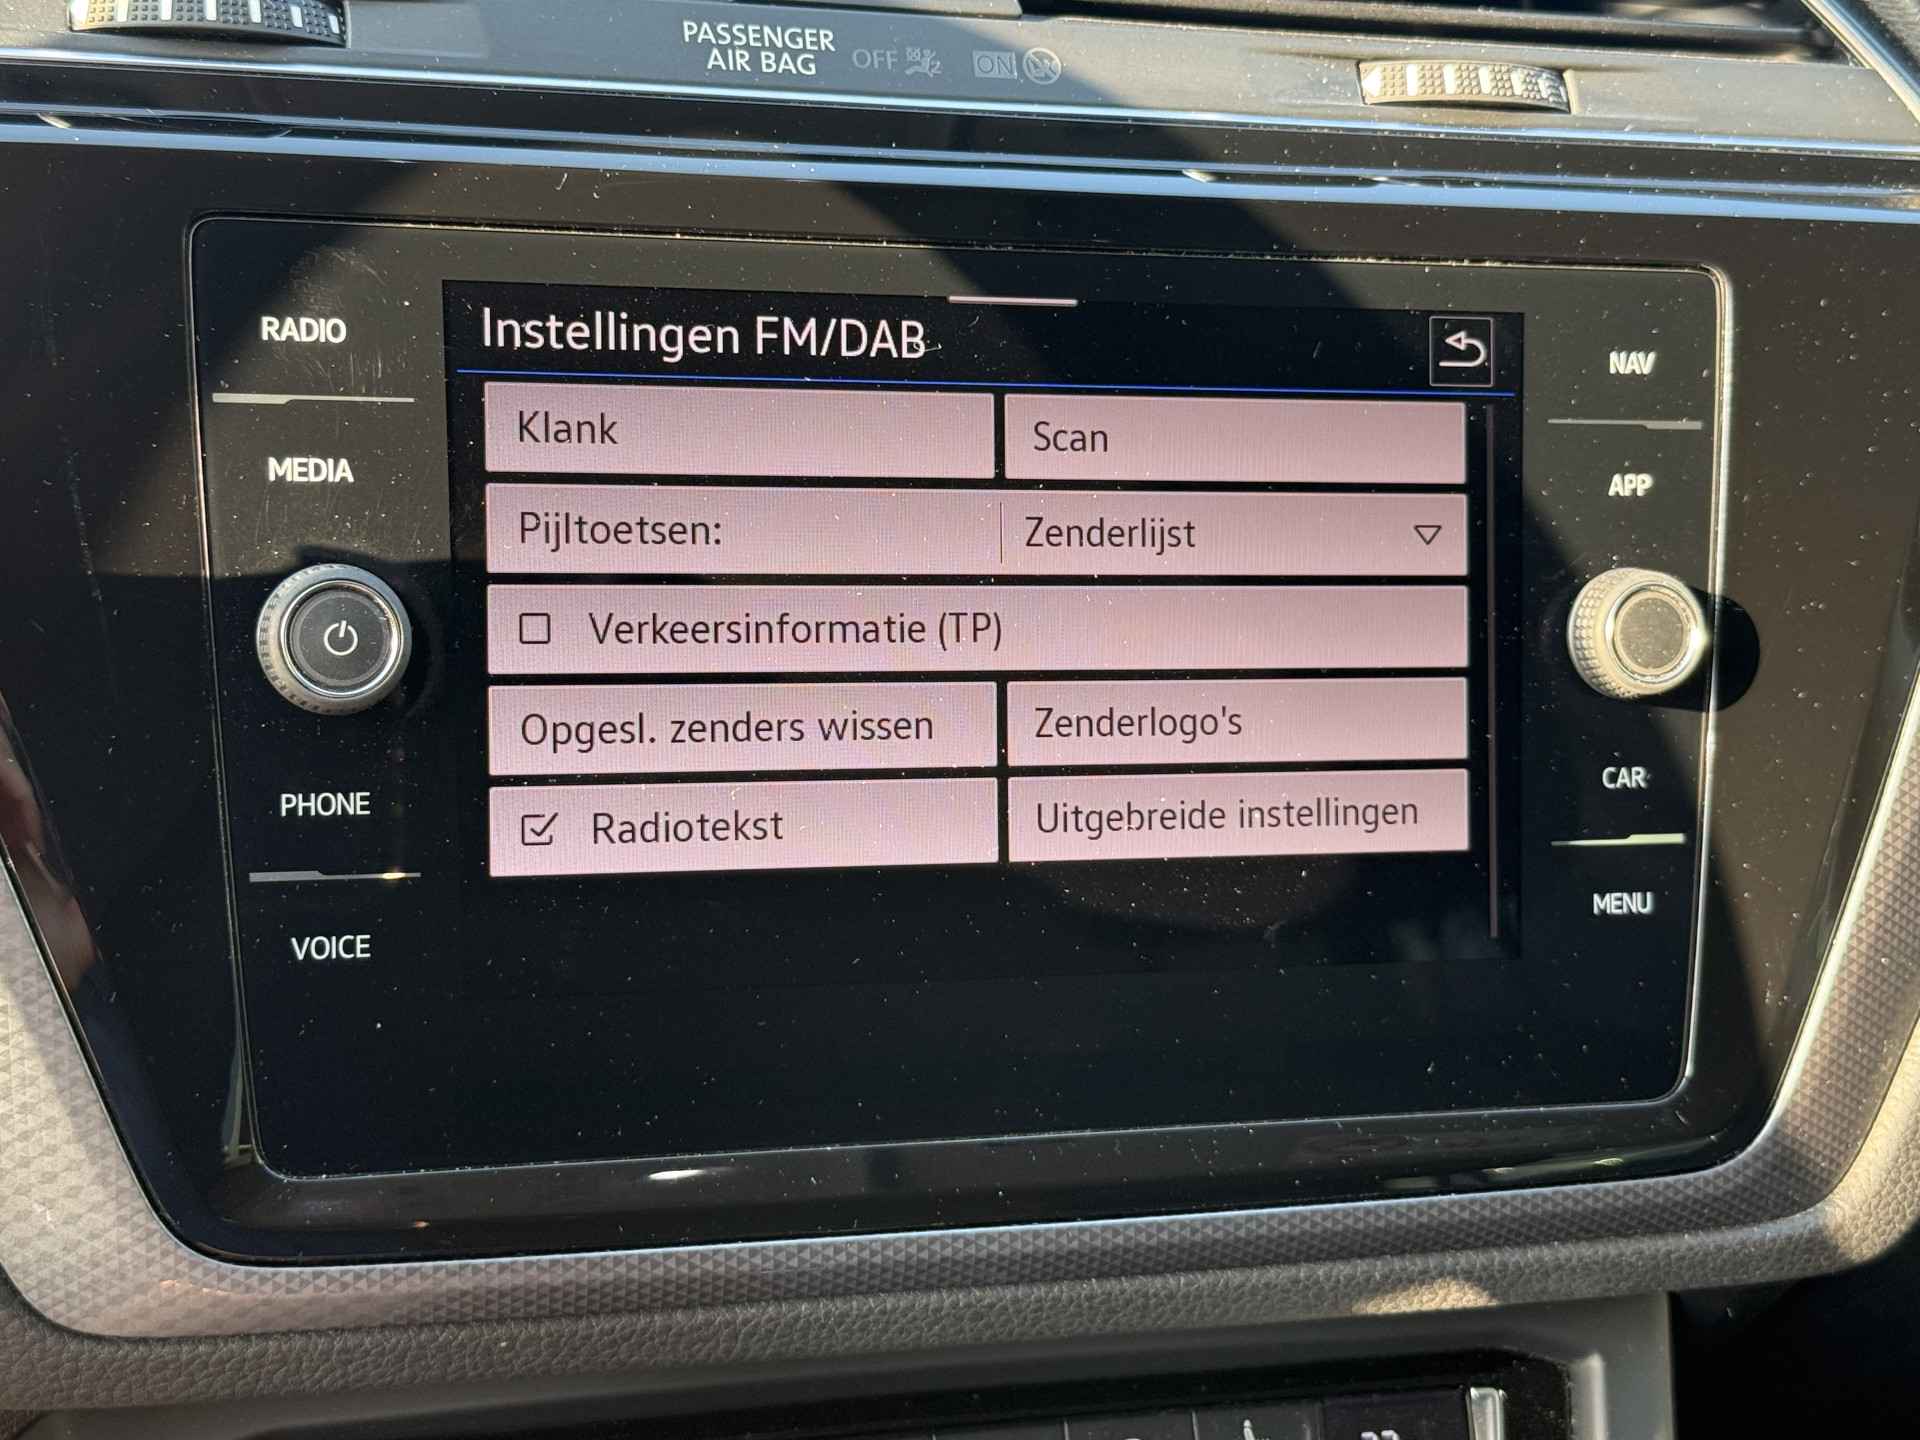 PASSENGER
AIR BAG OFF ON
RADIO
MEDIA
PHONE
VOICE
Instellingen FM/DAB
Klank Scan
Pijltoetsen: Zenderlijst
Verkeersinformatie (TP)
Opgesl. zenders wissen Zenderlogo's
Radiotekst Uitgebreide instellingen
NAV
APP
CAR
MENU